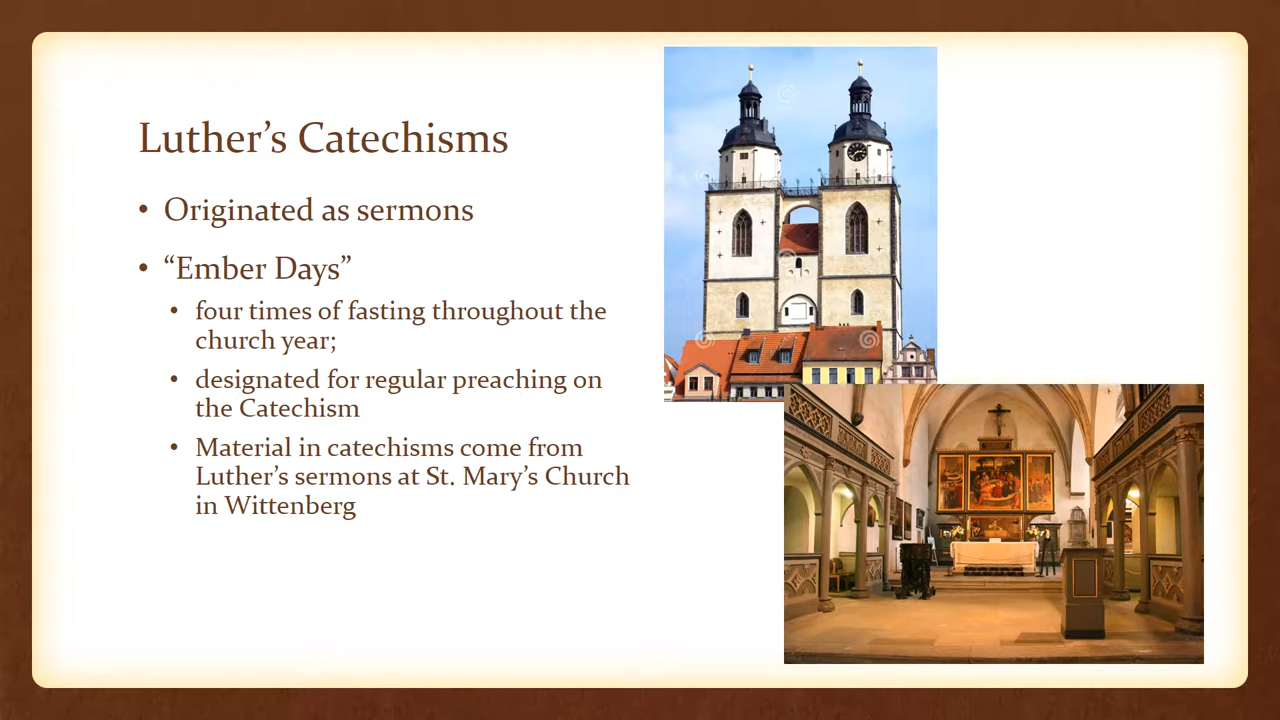 Luther’s Catechisms
• Originated as sermons
• “Ember Days”
• four times of fasting throughout the
church year;
• designated for regular preaching on
the Catechism
• Material in catechisms come from
Luther’s sermons at St. Mary’s Church
in Wittenberg